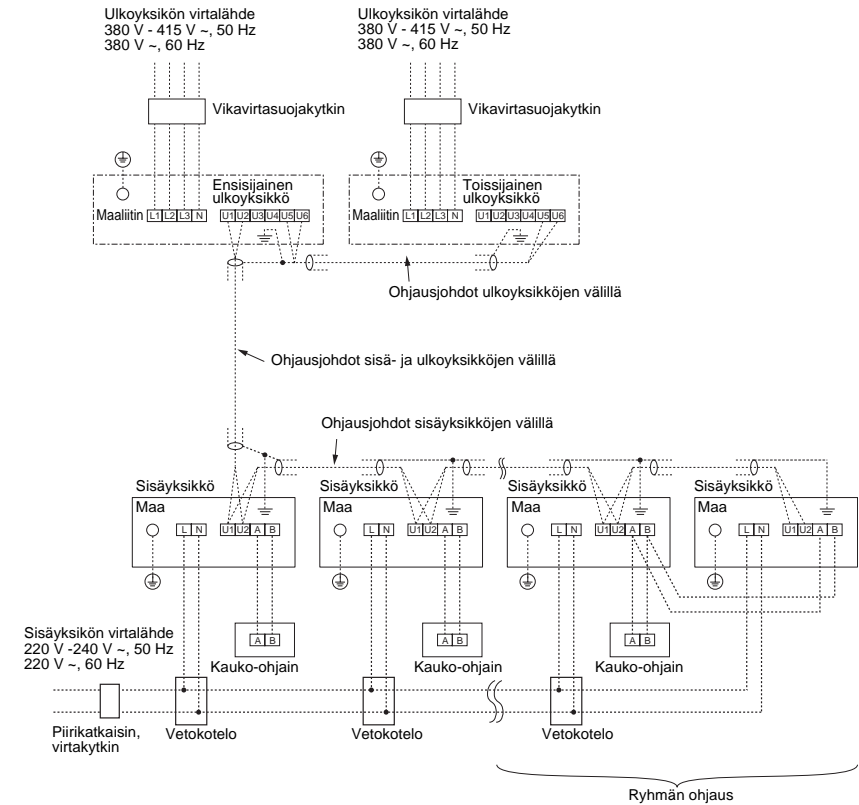 Ulkoyksikön virtalähde
380 V - 415 V ~, 50 Hz
380 V ~, 60 Hz
Ulkoyksikön virtalähde
380 V - 415 V ~, 50 Hz
380 V ~, 60 Hz
Vikavirtasuojakytkin
Vikavirtasuojakytkin
Ensisijainen
ulkoyksikkö
Maaliitin L1 L2 L3 N U1 U2 U3 U4 U5 U6
Toissijainen
ulkoyksikkö
Maaliitin L1 L2 L3 N U1 U2 U3 U4 U5 U6
Ohjausjohdot ulkoyksikköjen välillä
Ohjausjohdot sisä- ja ulkoyksikköjen välillä
Ohjausjohdot sisäyksikköjen välillä
Sisäyksikkö
Maa
L N U1 U2 A B
Sisäyksikkö
Maa
L N U1 U2 A B
Sisäyksikkö
Maa
L N U1 U2 A B
Sisäyksikkö
Maa
L N U1 U2 A B
A B
Kauko-ohjain
A B
Kauko-ohjain
A B
Kauko-ohjain
Sisäyksikön virtalähde
220 V -240 V ~, 50 Hz
220 V ~, 60 Hz
Piirikatkaisin,
virtakytkin
Vetokotelo
Vetokotelo
Vetokotelo
Ryhmän ohjaus